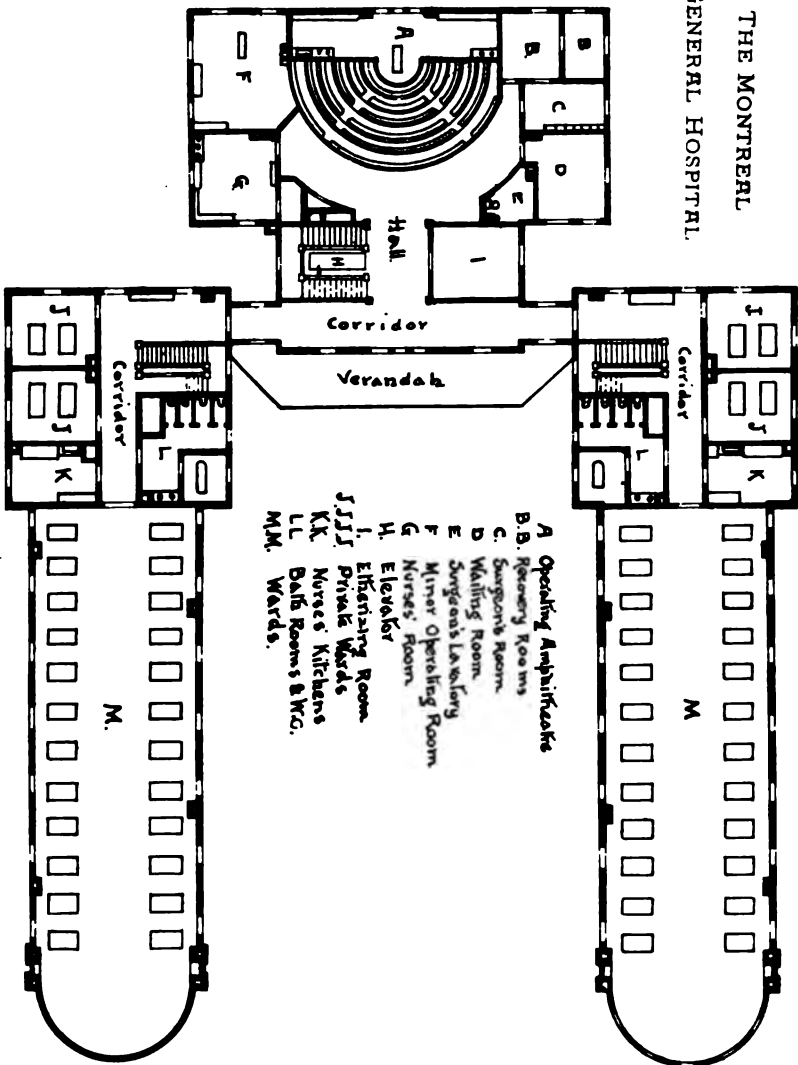 THE MONTREAL
GENERAL HOSPITAL
A
B
B
C
D
E
F
G
Hall
H
I
Corridor
Verandah
J
J
K
L
Corridor
M.
J
J
K
L
Corridor
M
A Operating Amphitheatre
B.B. Recovery Rooms
C. Surgeon's Room
D Waiting Room
E Surgeon's Lavatory
F Minor Operating Room
G Nurses' Room
H. Elevator
I. Etherizing Room
J.J.J.J. Private Wards
K.K. Nurses' Kitchens
L L Bath Rooms & W.C.
M.M. Wards.